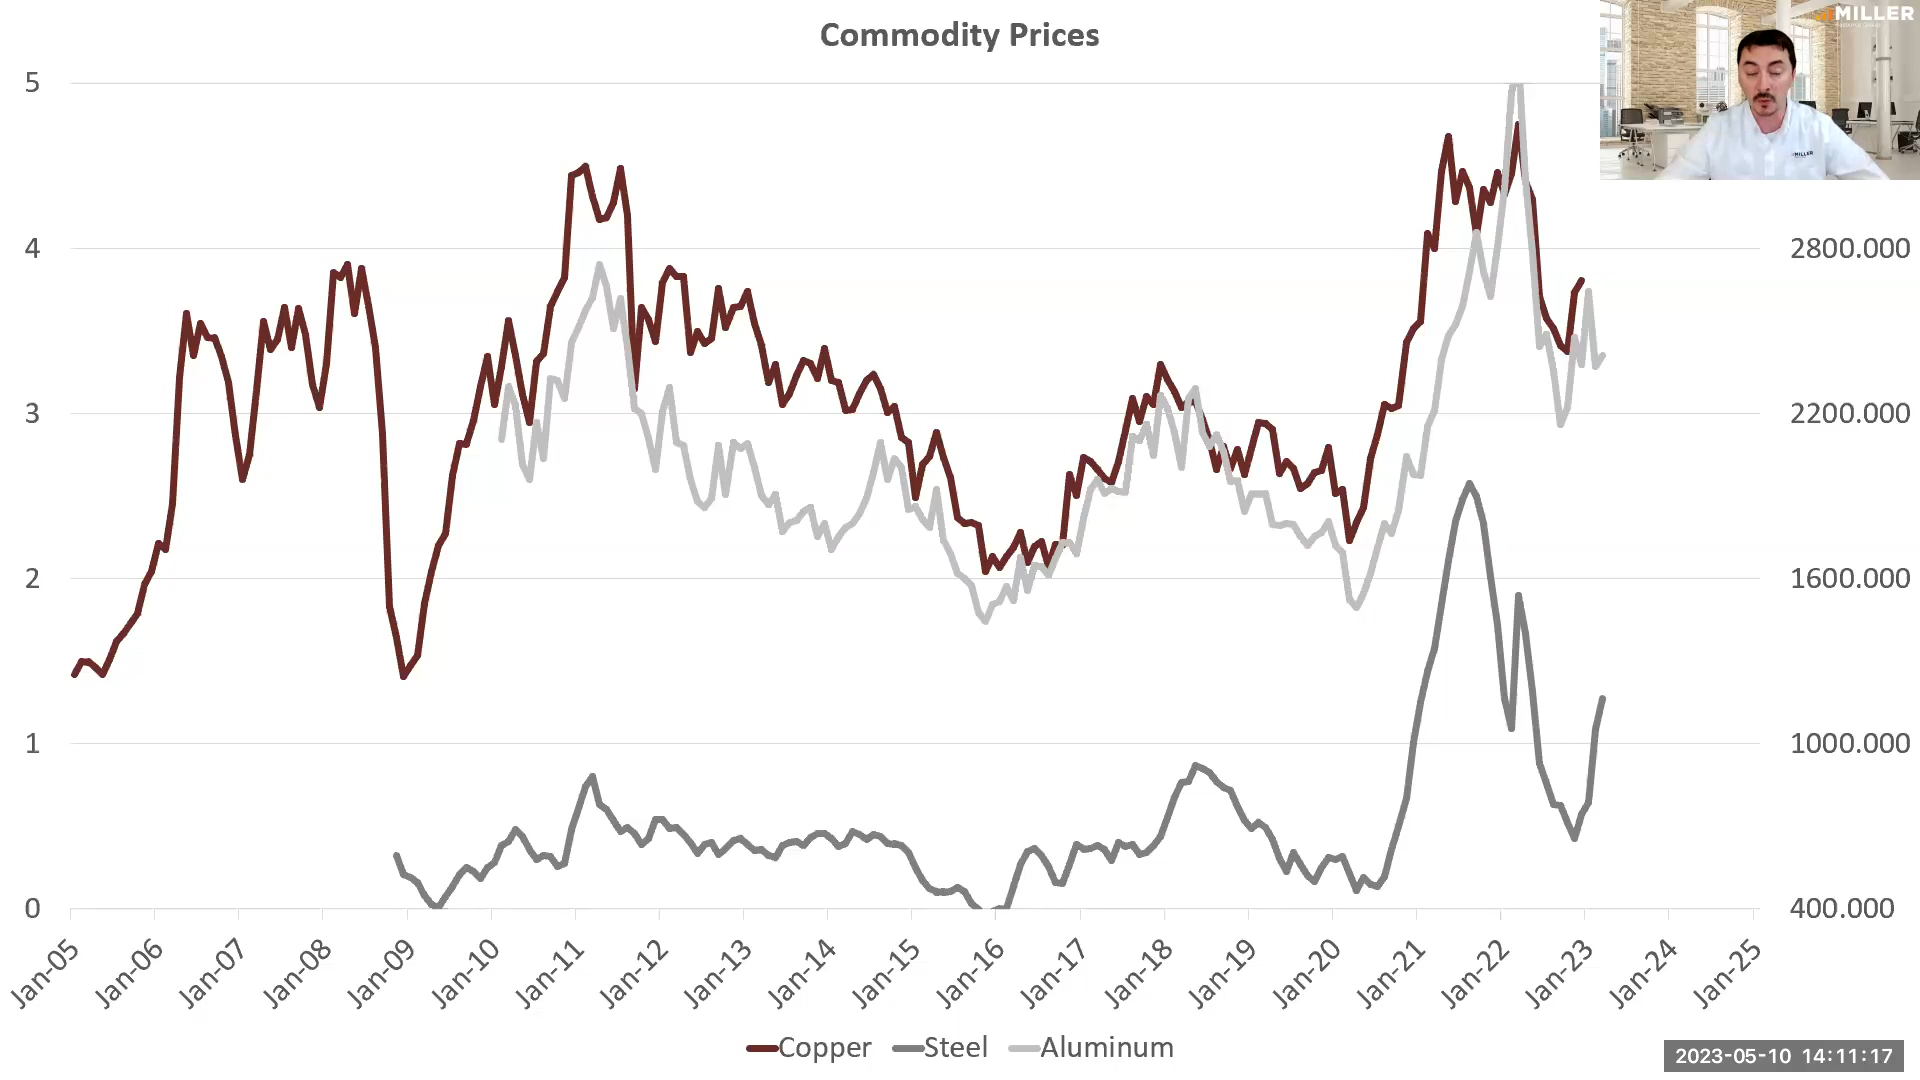 Commodity Prices
MILLER
MILLER
5
4
3
2
1
0
2800.000
2200.000
1600.000
1000.000
400.000
Jan-05
Jan-06
Jan-07
Jan-08
Jan-09
Jan-10
Jan-11
Jan-12
Jan-13
Jan-14
Jan-15
Jan-16
Jan-17
Jan-18
Jan-19
Jan-20
Jan-21
Jan-22
Jan-23
Jan-24
Jan-25
Copper Steel Aluminum
2023-05-10 14:11:17